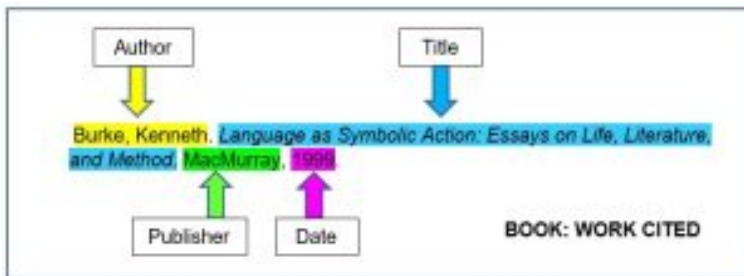 Author
Title
Burke, Kenneth. Language as Symbolic Action: Essays on Life, Literature,
and Method. MacMurray, 1999.
Publisher
Date
BOOK: WORK CITED